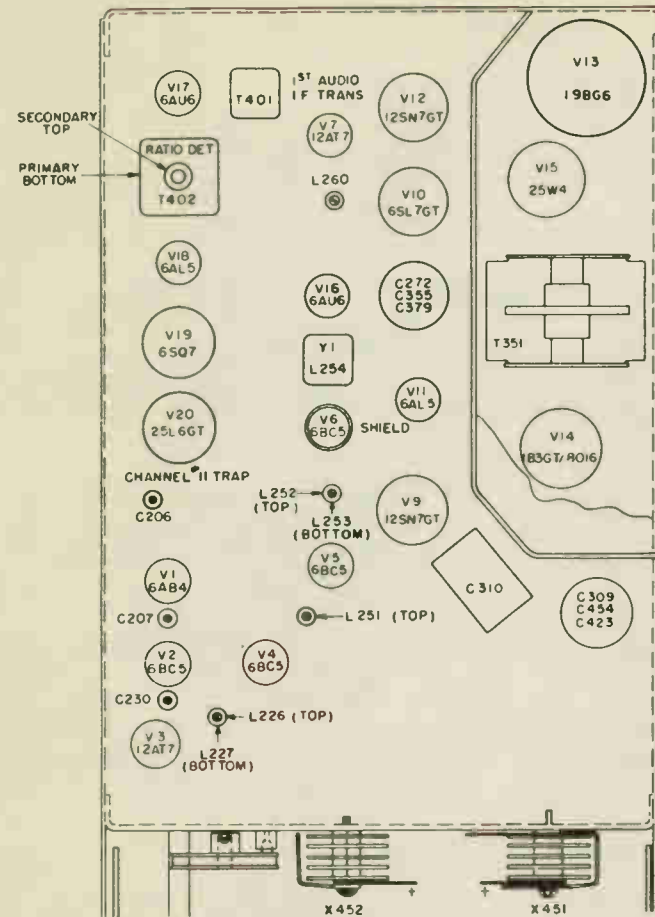 V17
6AU6
T401
1ST AUDIO
IF TRANS
V12
12SN7GT
V13
19BG6
SECONDARY
TOP
PRIMARY
BOTTOM
RATIO DET
T402
V7
12AT7
L260
V10
6SL7GT
V15
25W4
V18
6AL5
V16
6AU6
C272
C355
C379
V19
6SQ7
Y1
L254
T351
V11
6AL5
V20
25L6GT
V6
6BC5
SHIELD
V14
1B3GT/8016
CHANNEL #11 TRAP
C206
L252
(TOP)
L253
(BOTTOM)
V9
12SN7GT
V5
6BC5
V1
6AB4
C310
C309
C454
C423
C207
L251 (TOP)
V2
6BC5
V4
6BC5
C230
L226 (TOP)
L227
(BOTTOM)
V3
12AT7
X452
X451